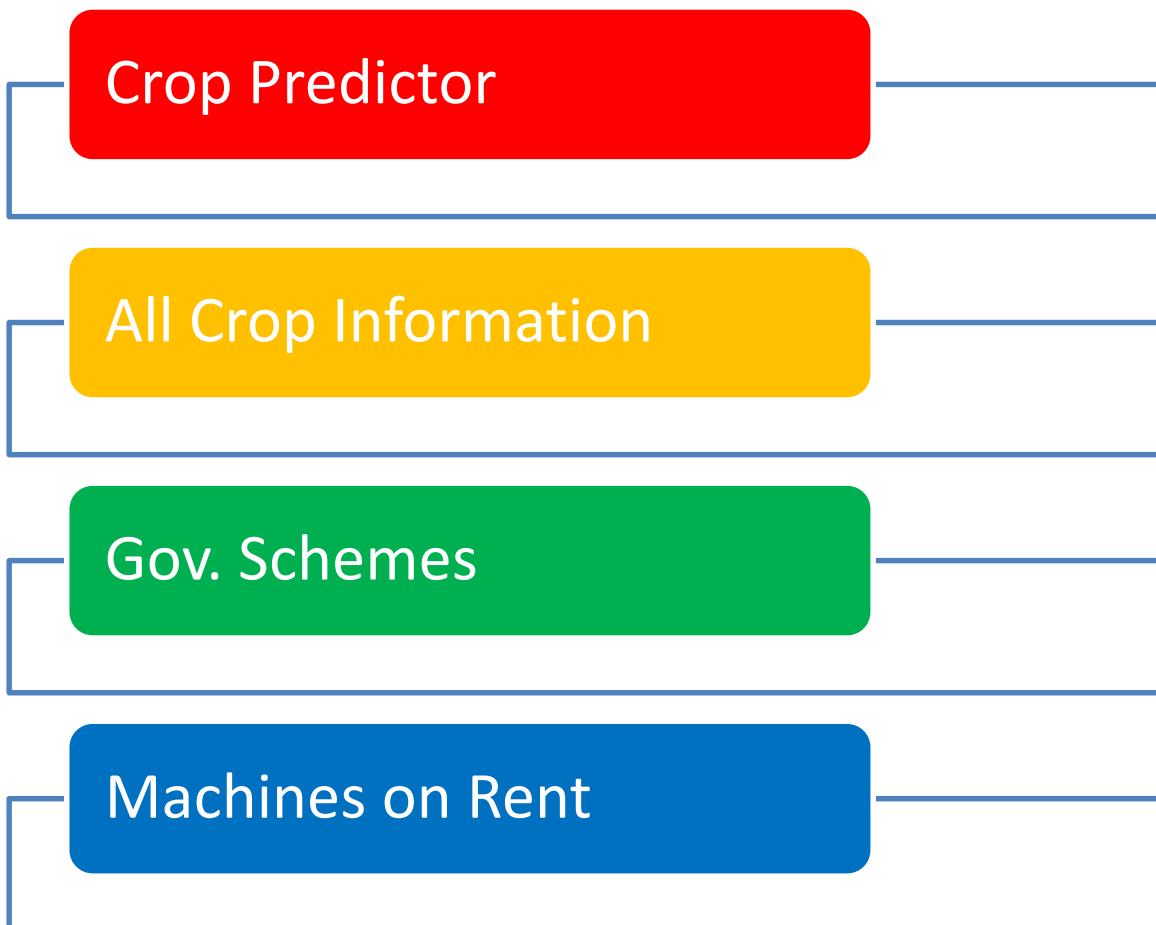 Crop Predictor
All Crop Information
Gov. Schemes
Machines on Rent